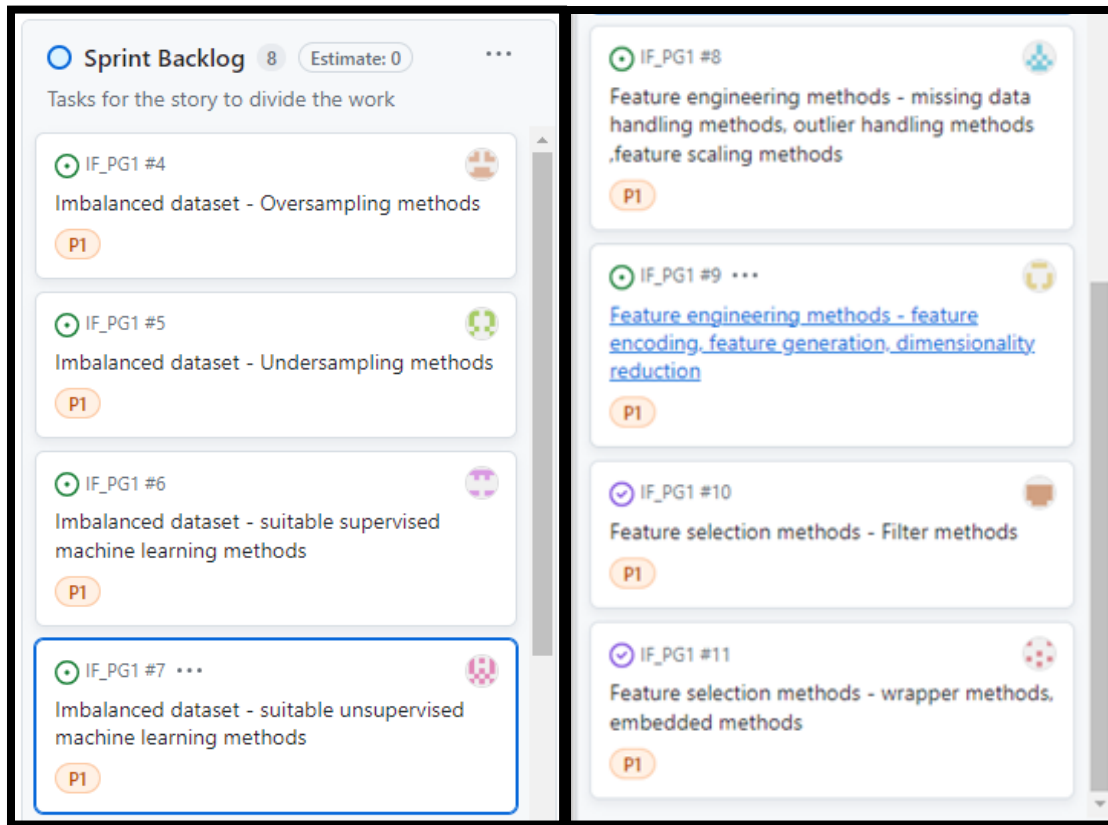 Sprint Backlog 8 Estimate: 0 ...
Tasks for the story to divide the work
IF_PG1 #4
Imbalanced dataset - Oversampling methods
P1
IF_PG1 #5
Imbalanced dataset - Undersampling methods
P1
IF_PG1 #6
Imbalanced dataset - suitable supervised
machine learning methods
P1
IF_PG1 #7 ...
Imbalanced dataset - suitable unsupervised
machine learning methods
P1
IF_PG1 #8
Feature engineering methods - missing data
handling methods, outlier handling methods
,feature scaling methods
P1
IF_PG1 #9 ...
Feature engineering methods - feature
encoding, feature generation, dimensionality
reduction
P1
IF_PG1 #10
Feature selection methods - Filter methods
P1
IF_PG1 #11
Feature selection methods - wrapper methods,
embedded methods
P1